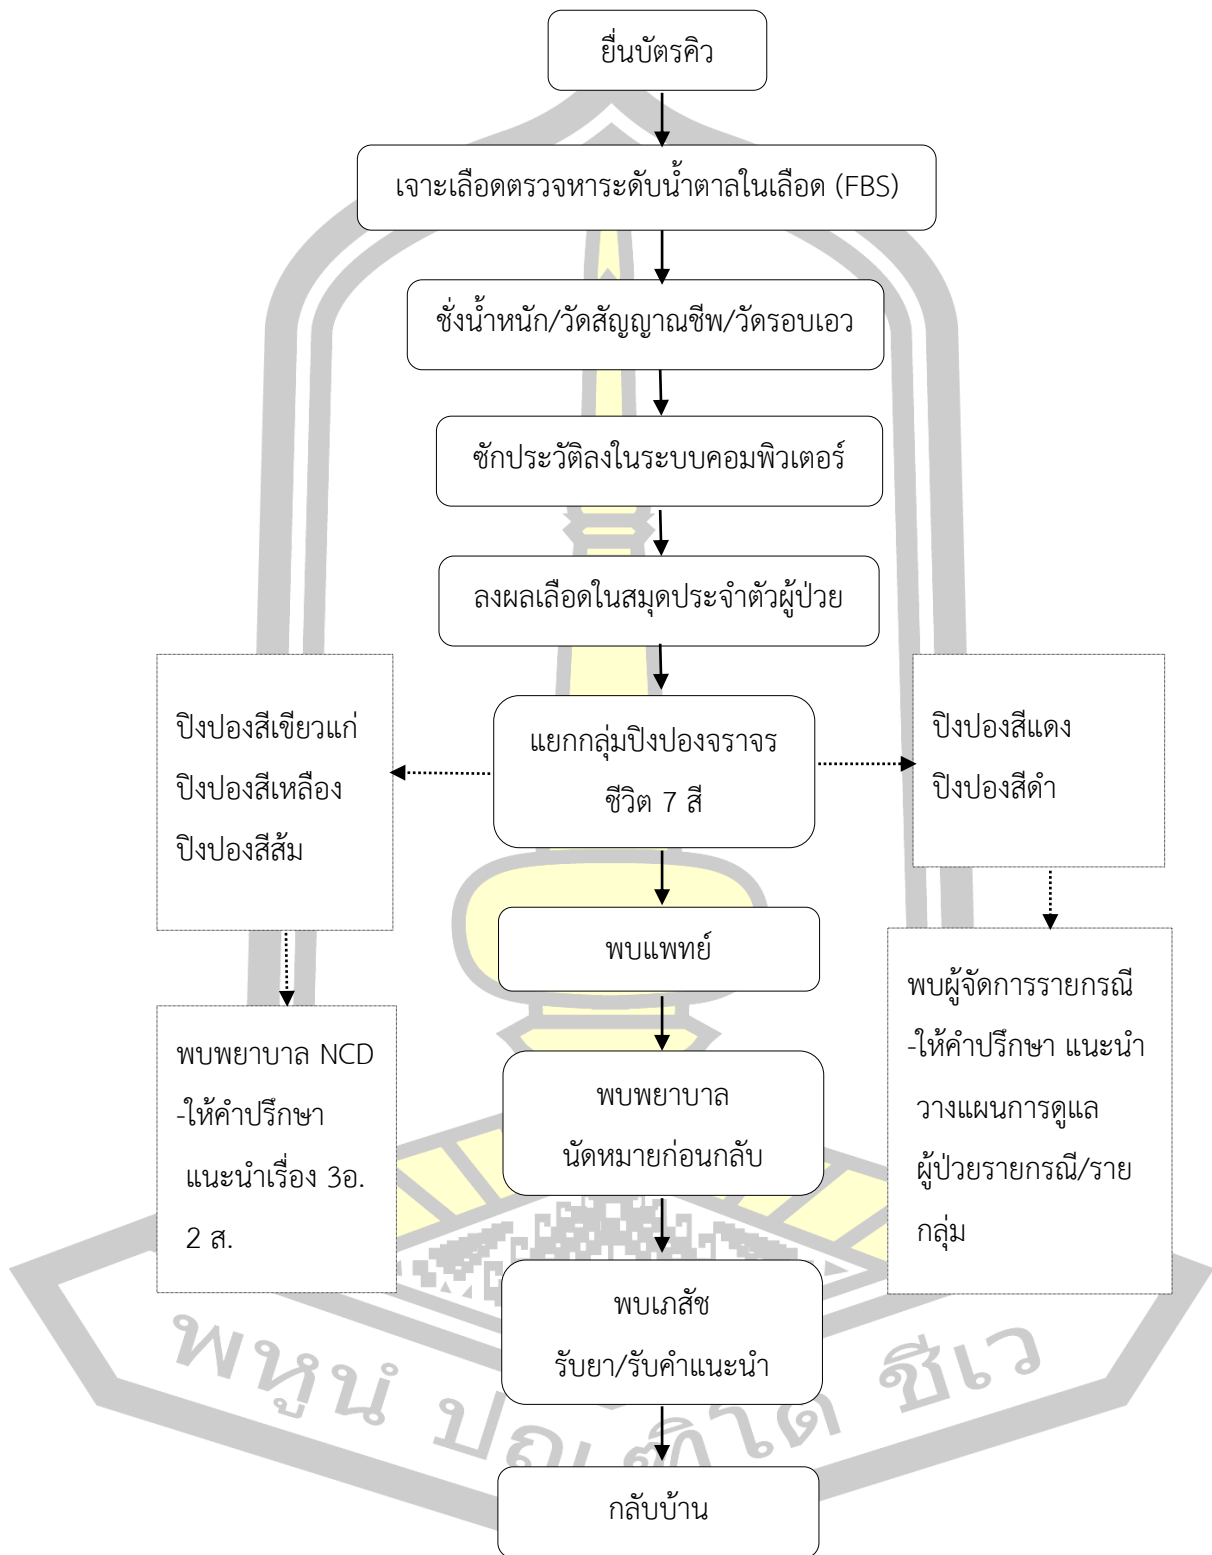 ยื่นบัตรคิว
เจาะเลือดตรวจหาระดับน้ำตาลในเลือด (FBS)
ชั่งน้ำหนัก/วัดสัญญาณชีพ/วัดรอบเอว
ซักประวัติลงในระบบคอมพิวเตอร์
ลงผลเลือดในสมุดประจำตัวผู้ป่วย
แยกกลุ่มปิงปองจราจร
ชีวิต 7 สี
ปิงปองสีเขียวแก่
ปิงปองสีเหลือง
ปิงปองสีส้ม
ปิงปองสีแดง
ปิงปองสีดำ
พบแพทย์
พบพยาบาล NCD
-ให้คำปรึกษา
แนะนำเรื่อง 3อ.
2 ส.
พบผู้จัดการรายกรณี
-ให้คำปรึกษา แนะนำ
วางแผนการดูแล
ผู้ป่วยรายกรณี/ราย
กลุ่ม
พบพยาบาล
นัดหมายก่อนกลับ
พบเภสัช
รับยา/รับคำแนะนำ
กลับบ้าน
พหูนํ ปณฺฑิโต ชีเว